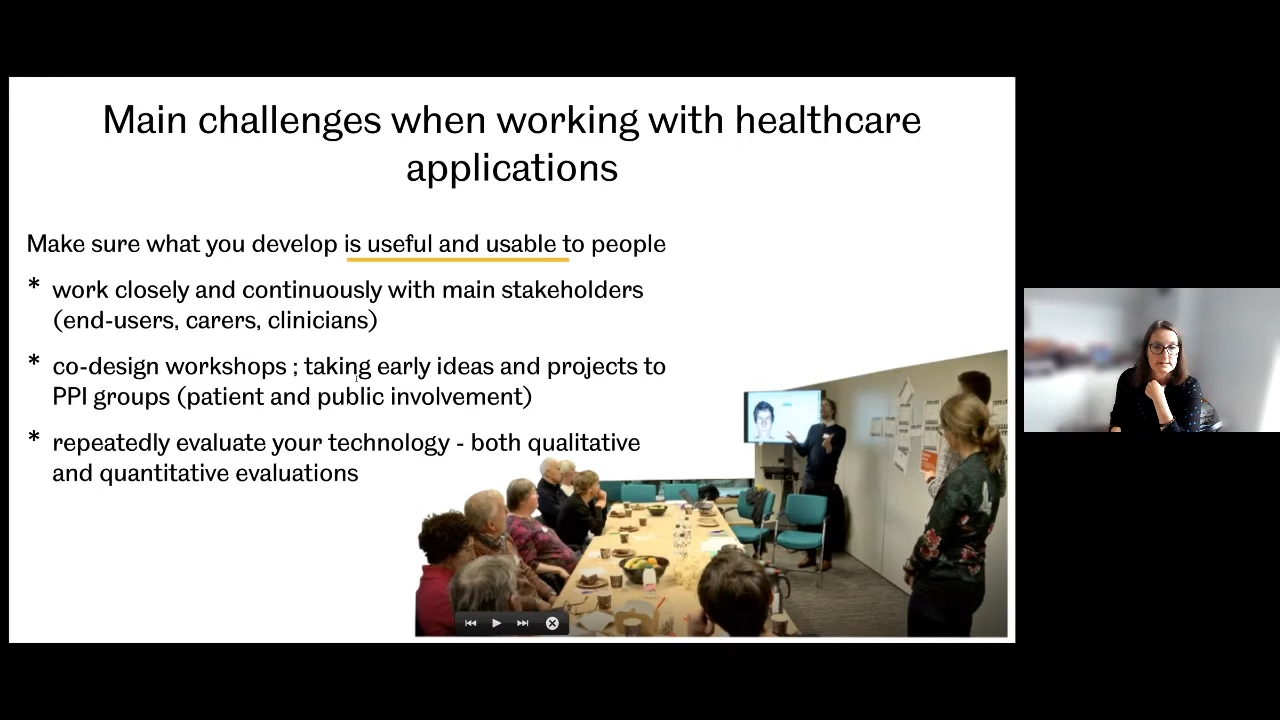 Main challenges when working with healthcare
applications
Make sure what you develop is useful and usable to people
* work closely and continuously with main stakeholders
(end-users, carers, clinicians)
* co-design workshops ; taking early ideas and projects to
PPI groups (patient and public involvement)
* repeatedly evaluate your technology - both qualitative
and quantitative evaluations